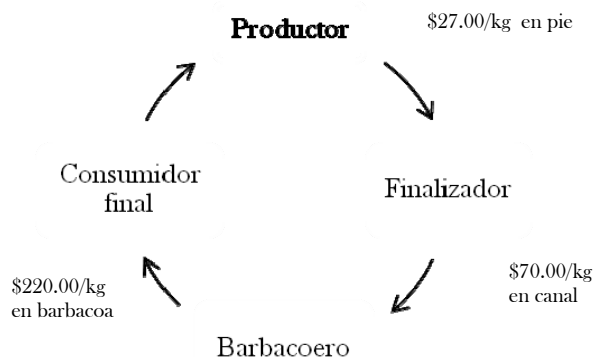 Productor
$27.00/kg en pie
Consumidor
final
Finalizador
$220.00/kg
en barbacoa
$70.00/kg
en canal
Barbacoero